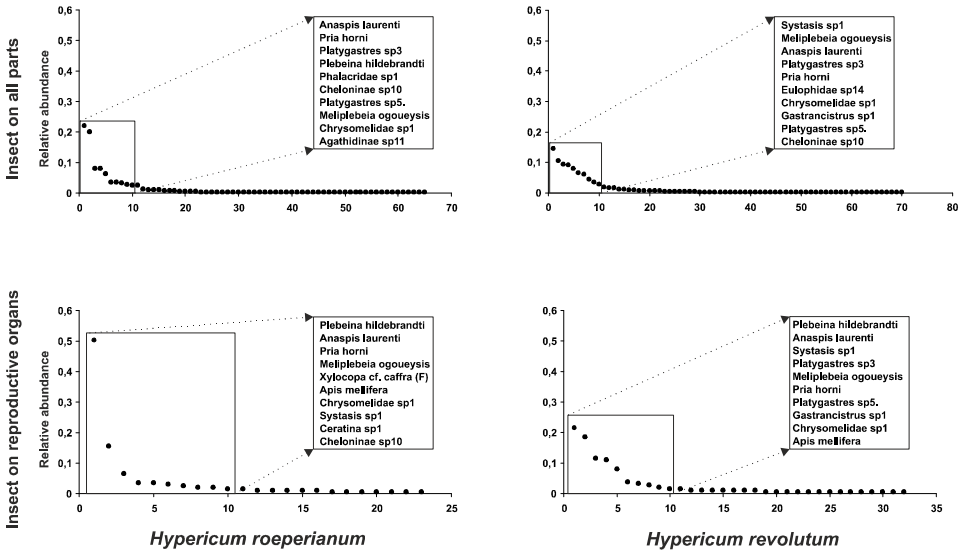 Insect on all parts
Relative abundance
0,6
0,5
0,4
0,3
0,2
0,1
0
0 10 20 30 40 50 60 70
Anaspis laurenti
Pria horni
Platygastres sp3
Plebeina hildebrandti
Phalacridae sp1
Cheloninae sp10
Platygastres sp5.
Meliplebeia ogoueysis
Chrysomelidae sp1
Agathidinae sp11
Relative abundance
0,6
0,5
0,4
0,3
0,2
0,1
0
0 10 20 30 40 50 60 70 80
Systasis sp1
Meliplebeia ogoueysis
Anaspis laurenti
Platygastres sp3
Pria horni
Eulophidae sp14
Chrysomelidae sp1
Gastrancistrus sp1
Platygastres sp5.
Cheloninae sp10
Insect on reproductive organs
Relative abundance
0,6
0,5
0,4
0,3
0,2
0,1
0
0 5 10 15 20 25
Plebeina hildebrandti
Anaspis laurenti
Pria horni
Meliplebeia ogoueysis
Xylocopa cf. caffra (F)
Apis mellifera
Chrysomelidae sp1
Systasis sp1
Ceratina sp1
Cheloninae sp10
Hypericum roeperianum
Relative abundance
0,6
0,5
0,4
0,3
0,2
0,1
0
0 5 10 15 20 25 30 35
Plebeina hildebrandti
Anaspis laurenti
Systasis sp1
Platygastres sp3
Meliplebeia ogoueysis
Pria horni
Platygastres sp5.
Gastrancistrus sp1
Chrysomelidae sp1
Apis mellifera
Hypericum revolutum